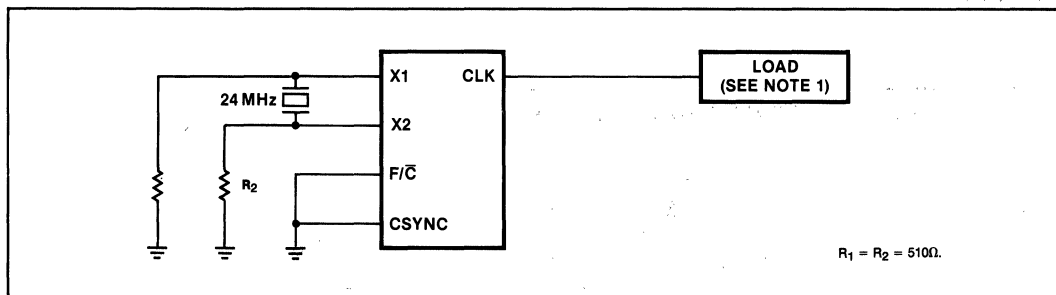 X1
CLK
LOAD
(SEE NOTE 1)
24 MHz
X2
R2
F/C̅
CSYNC
R1 = R2 = 510Ω.